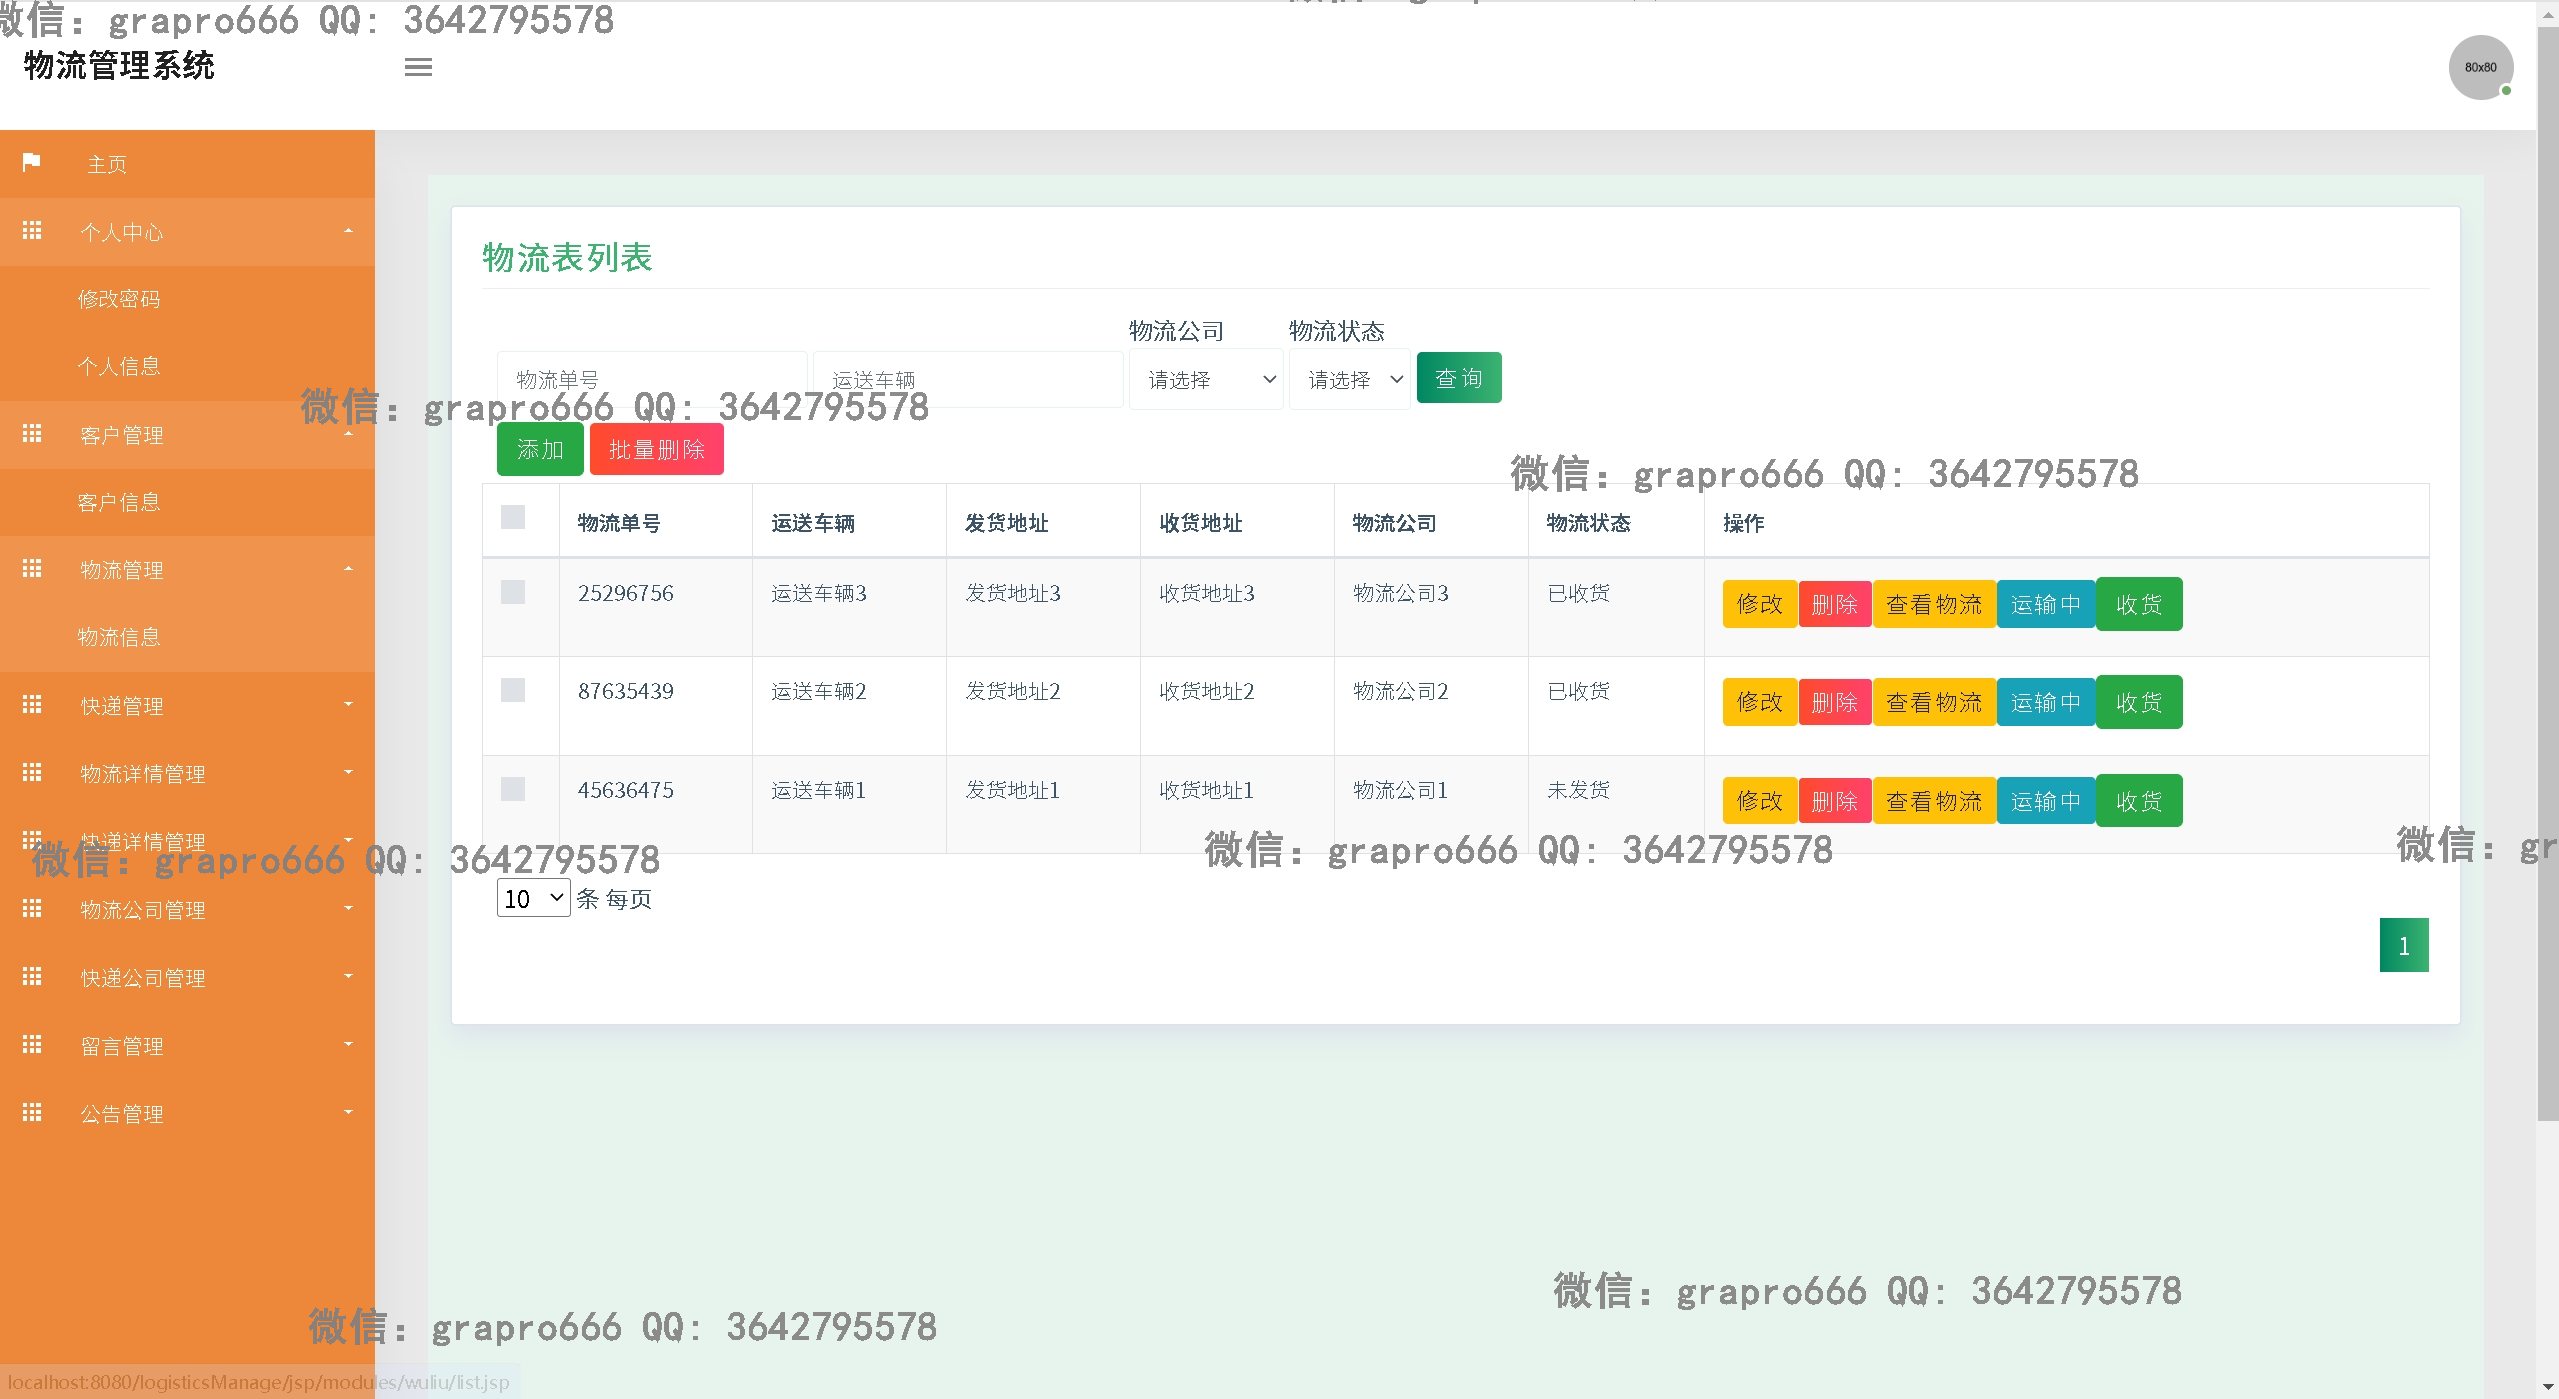 微信: grapro666 QQ: 3642795578
物流管理系统
80x80
主页
个人中心
修改密码
个人信息
客户管理
客户信息
物流管理
物流信息
快递管理
物流详情管理
快递详情管理
物流公司管理
快递公司管理
留言管理
公告管理
物流表列表
物流公司 物流状态
物流单号 运送车辆 请选择 请选择 查询
微信: grapro666 QQ: 3642795578
添加 批量删除
微信: grapro666 QQ: 3642795578
物流单号 运送车辆 发货地址 收货地址 物流公司 物流状态 操作
25296756 运送车辆3 发货地址3 收货地址3 物流公司3 已收货 修改 删除 查看物流 运输中 收货
87635439 运送车辆2 发货地址2 收货地址2 物流公司2 已收货 修改 删除 查看物流 运输中 收货
45636475 运送车辆1 发货地址1 收货地址1 物流公司1 未发货 修改 删除 查看物流 运输中 收货
微信: grapro666 QQ: 3642795578
微信: grapro666 QQ: 3642795578
微信: gr
10 条 每页
1
微信: grapro666 QQ: 3642795578
微信: grapro666 QQ: 3642795578
localhost:8080/logisticsManage/jsp/modules/wuliu/list.jsp